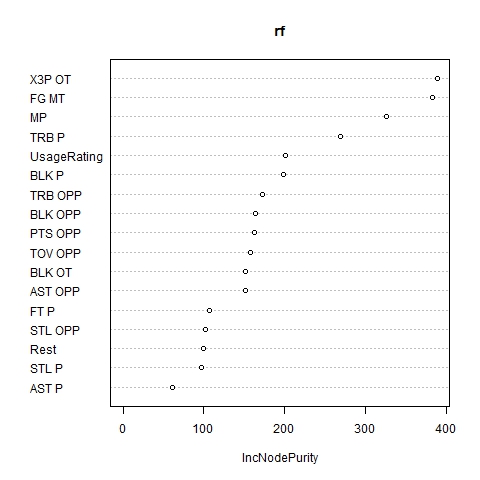 rf
X3P OT
FG MT
MP
TRB P
UsageRating
BLK P
TRB OPP
BLK OPP
PTS OPP
TOV OPP
BLK OT
AST OPP
FT P
STL OPP
Rest
STL P
AST P
0 100 200 300 400
IncNodePurity